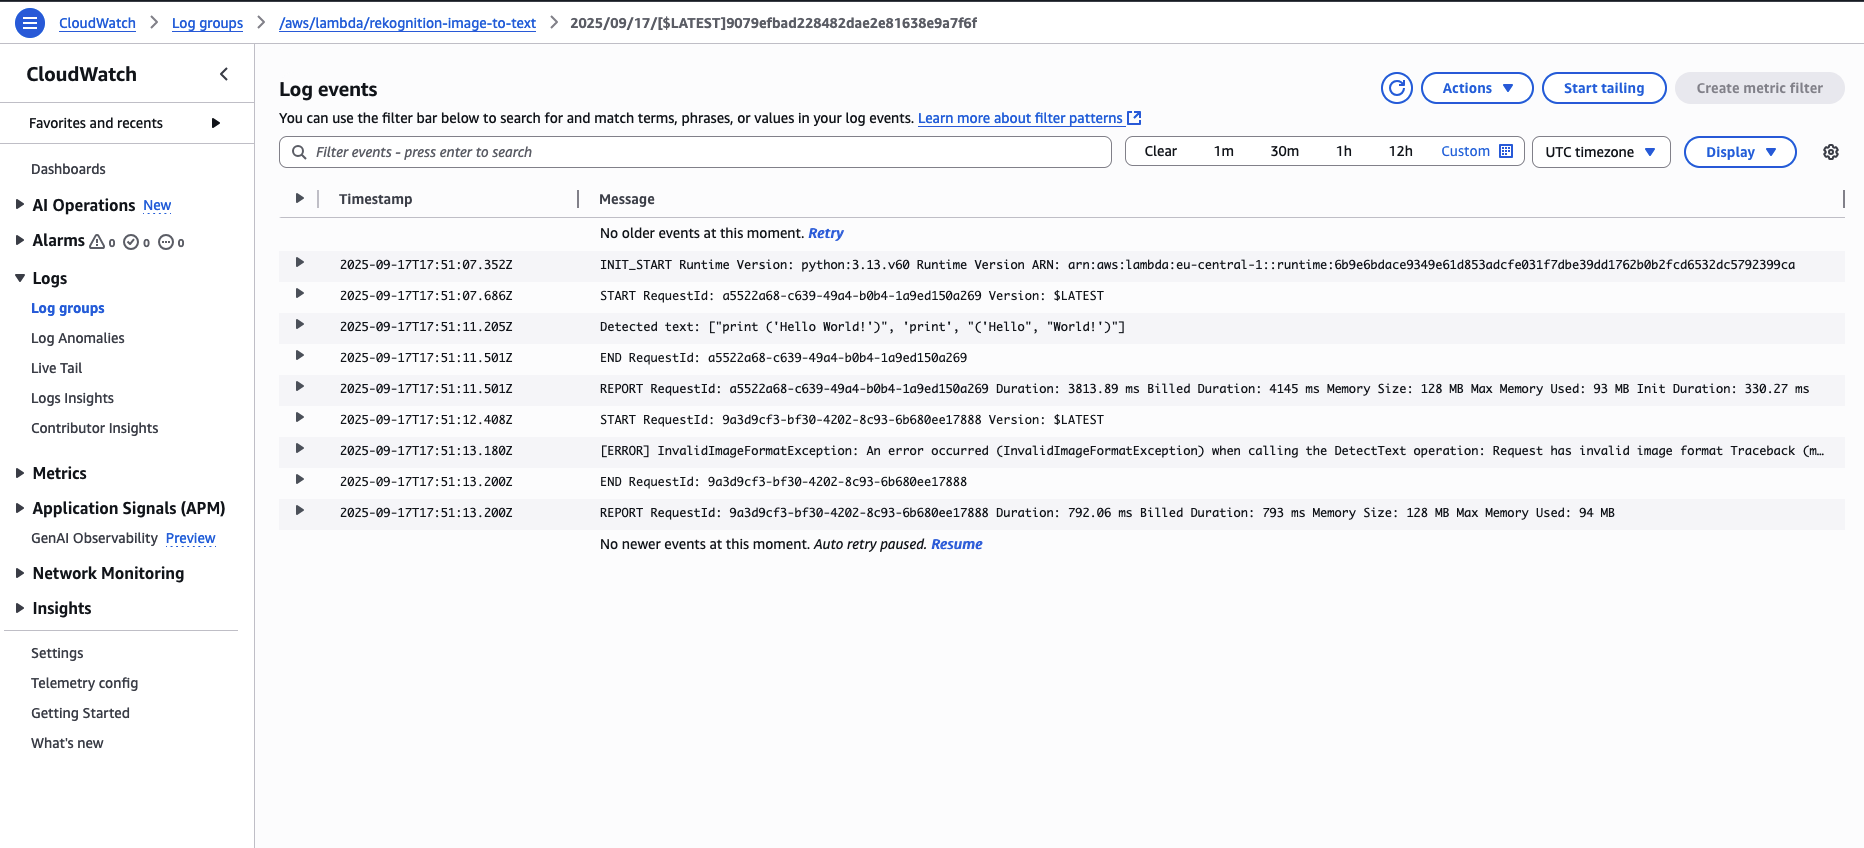 CloudWatch > Log groups > /aws/lambda/rekognition-image-to-text > 2025/09/17/[$LATEST]9079efbad228482dae2e81638e9a7f6f
CloudWatch
Favorites and recents
Dashboards
AI Operations New
Alarms 0 0 0
Logs
Log groups
Log Anomalies
Live Tail
Logs Insights
Contributor Insights
Metrics
Application Signals (APM)
GenAI Observability Preview
Network Monitoring
Insights
Settings
Telemetry config
Getting Started
What's new
Log events
Actions Start tailing Create metric filter
You can use the filter bar below to search for and match terms, phrases, or values in your log events. Learn more about filter patterns
Filter events - press enter to search Clear 1m 30m 1h 12h Custom UTC timezone Display
Timestamp Message
No older events at this moment. Retry
2025-09-17T17:51:07.352Z INIT_START Runtime Version: python:3.13.v60 Runtime Version ARN: arn:aws:lambda:eu-central-1::runtime:6b9e6bdace9349e61d853adcfe031f7dbe39dd1762b0b2fcd6532dc5792399ca
2025-09-17T17:51:07.686Z START RequestId: a5522a68-c639-49a4-b0b4-1a9ed150a269 Version: $LATEST
2025-09-17T17:51:11.205Z Detected text: ["print ('Hello World!')", 'print', "('Hello", "World!')"]
2025-09-17T17:51:11.501Z END RequestId: a5522a68-c639-49a4-b0b4-1a9ed150a269
2025-09-17T17:51:11.501Z REPORT RequestId: a5522a68-c639-49a4-b0b4-1a9ed150a269 Duration: 3813.89 ms Billed Duration: 4145 ms Memory Size: 128 MB Max Memory Used: 93 MB Init Duration: 330.27 ms
2025-09-17T17:51:12.408Z START RequestId: 9a3d9cf3-bf30-4202-8c93-6b680ee17888 Version: $LATEST
2025-09-17T17:51:13.180Z [ERROR] InvalidImageFormatException: An error occurred (InvalidImageFormatException) when calling the DetectText operation: Request has invalid image format Traceback (m…
2025-09-17T17:51:13.200Z END RequestId: 9a3d9cf3-bf30-4202-8c93-6b680ee17888
2025-09-17T17:51:13.200Z REPORT RequestId: 9a3d9cf3-bf30-4202-8c93-6b680ee17888 Duration: 792.06 ms Billed Duration: 793 ms Memory Size: 128 MB Max Memory Used: 94 MB
No newer events at this moment. Auto retry paused. Resume